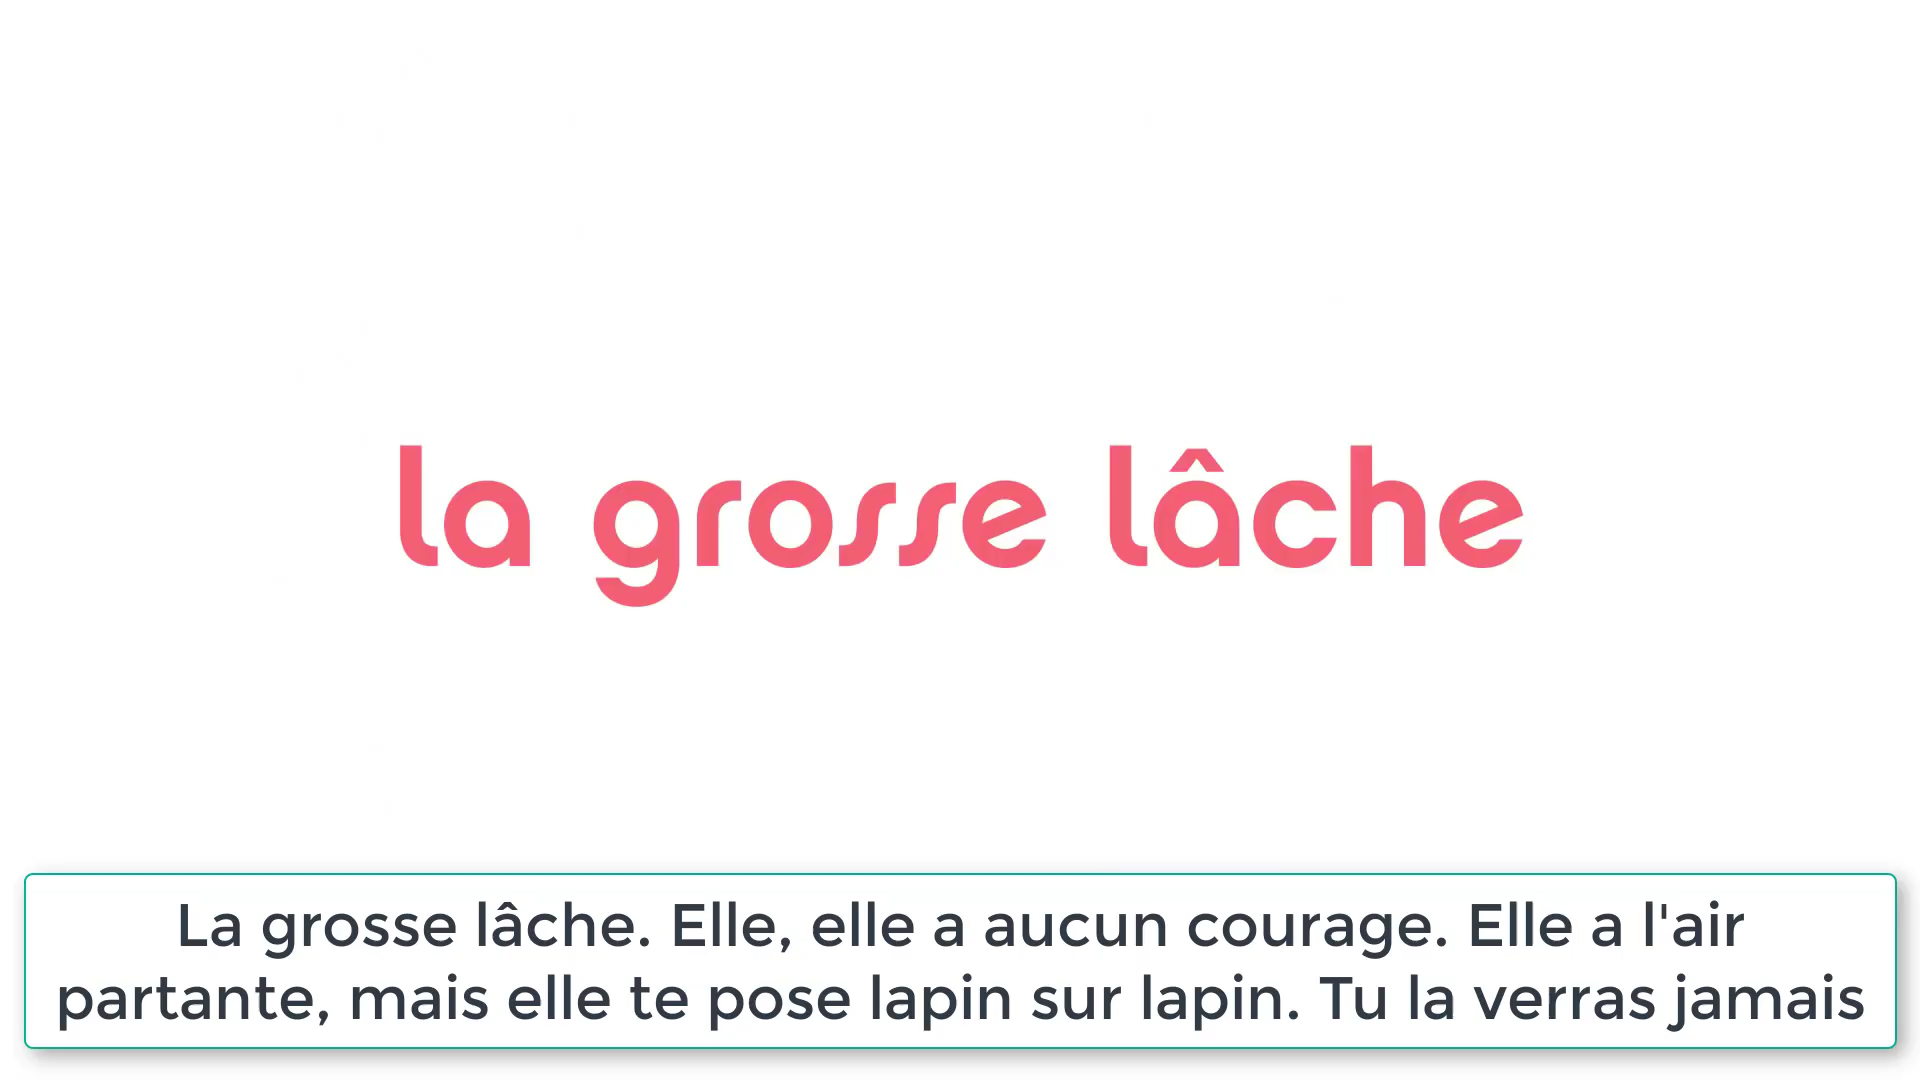 la grosse lâche
La grosse lâche. Elle, elle a aucun courage. Elle a l'air
partante, mais elle te pose lapin sur lapin. Tu la verras jamais